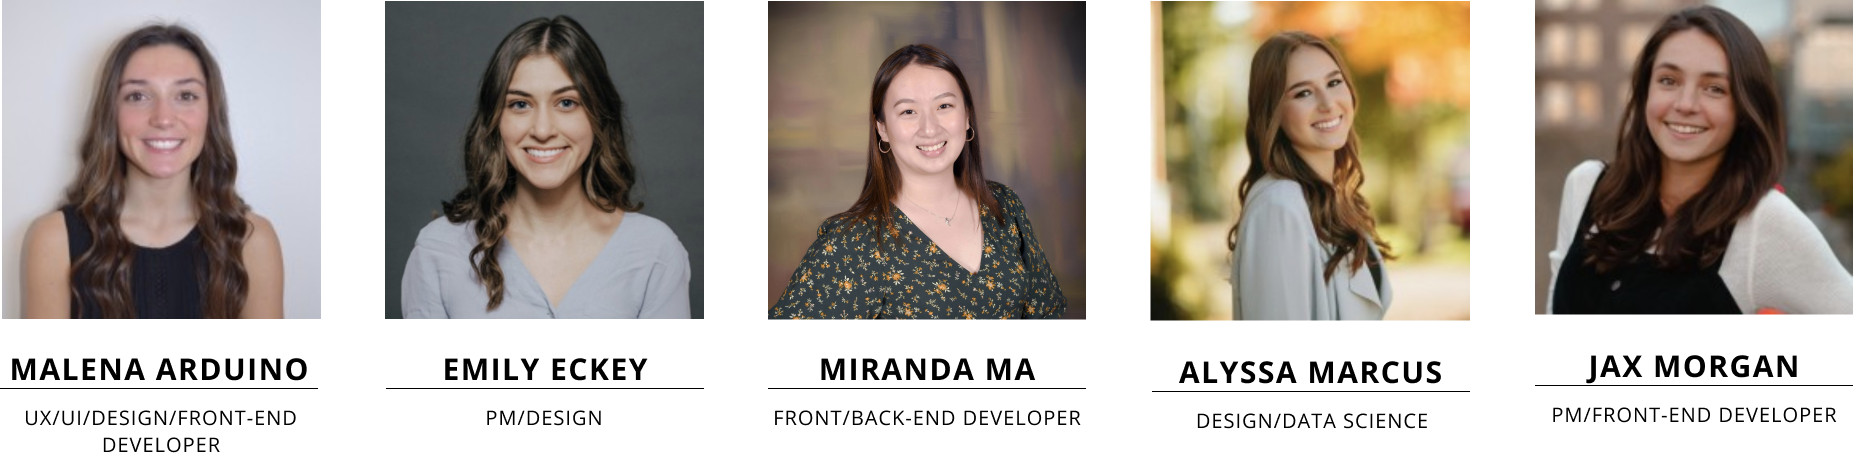 MALENA ARDUINO
UX/UI/DESIGN/FRONT-END
DEVELOPER
EMILY ECKEY
PM/DESIGN
MIRANDA MA
FRONT/BACK-END DEVELOPER
ALYSSA MARCUS
DESIGN/DATA SCIENCE
JAX MORGAN
PM/FRONT-END DEVELOPER